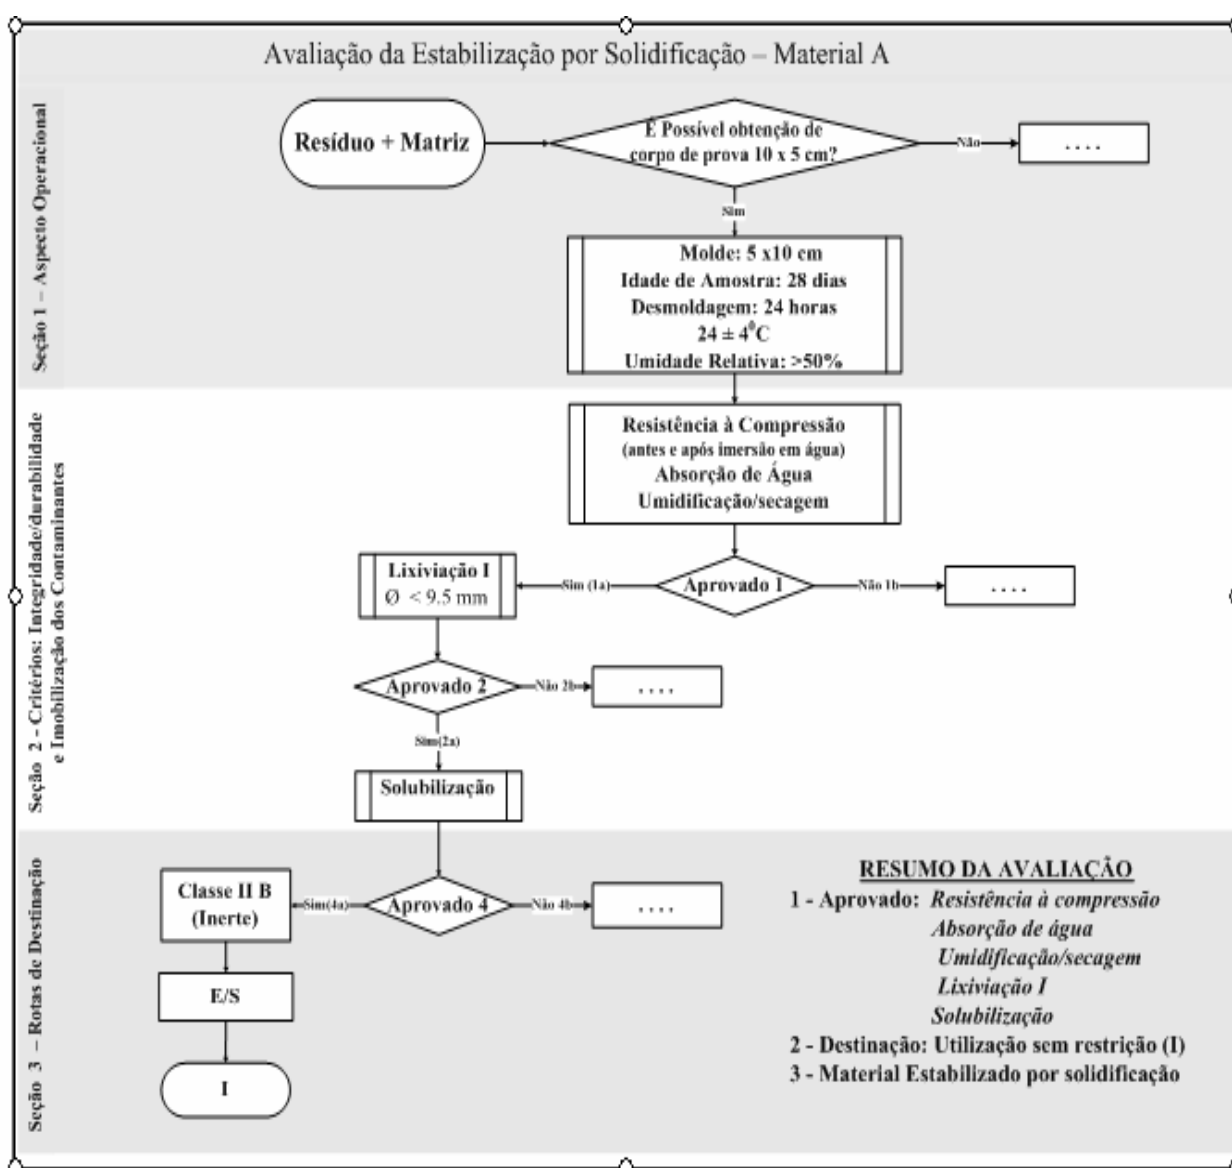 Avaliação da Estabilização por Solidificação – Material A
Seção 1 – Aspecto Operacional
Resíduo + Matriz
É Possível obtenção de
corpo de prova 10 x 5 cm?
Não
. . . .
Sim
Molde: 5 x10 cm
Idade de Amostra: 28 dias
Desmoldagem: 24 horas
24 ± 4⁰C
Umidade Relativa: >50%
Seção 2 - Critérios: Integridade/durabilidade
e Imobilização dos Contaminantes
Resistência à Compressão
(antes e após imersão em água)
Absorção de Água
Umidificação/secagem
Aprovado 1
Sim (1a)
Não 1b
. . . .
Lixiviação I
Ø < 9.5 mm
Aprovado 2
Não 2b
. . . .
Sim(2a)
Solubilização
Seção 3 – Rotas de Destinação
Aprovado 4
Sim(4a)
Não 4b
. . . .
Classe II B
(Inerte)
E/S
I
RESUMO DA AVALIAÇÃO
1 - Aprovado: Resistência à compressão
Absorção de água
Umidificação/secagem
Lixiviação I
Solubilização
2 - Destinação: Utilização sem restrição (I)
3 - Material Estabilizado por solidificação